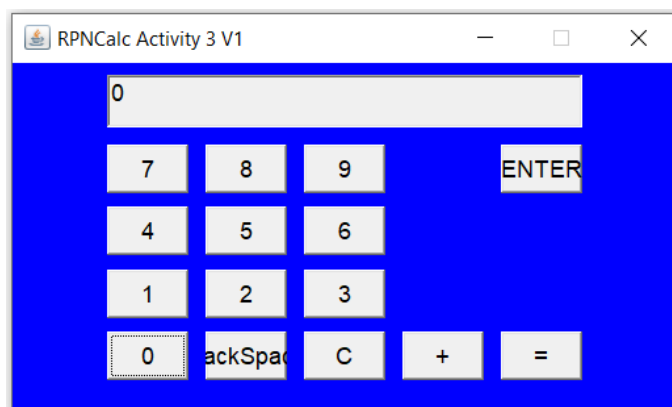 RPNCalc Activity 3 V1
0
7 8 9 ENTER
4 5 6
1 2 3
0 ackSpac C + =